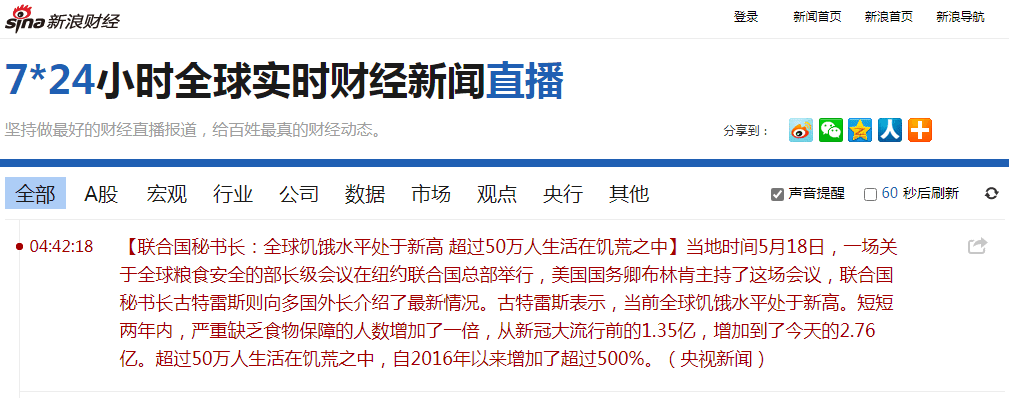 sina 新浪财经 登录 新闻首页 新浪首页 新浪导航
7*24小时全球实时财经新闻直播
坚持做最好的财经直播报道，给百姓最真的财经动态。 分享到：
全部 A股 宏观 行业 公司 数据 市场 观点 央行 其他 声音提醒 60 秒后刷新
04:42:18 【联合国秘书长：全球饥饿水平处于新高 超过50万人生活在饥荒之中】当地时间5月18日，一场关
于全球粮食安全的部长级会议在纽约联合国总部举行，美国国务卿布林肯主持了这场会议，联合国
秘书长古特雷斯则向多国外长介绍了最新情况。古特雷斯表示，当前全球饥饿水平处于新高。短短
两年内，严重缺乏食物保障的人数增加了一倍，从新冠大流行前的1.35亿，增加到了今天的2.76
亿。超过50万人生活在饥荒之中，自2016年以来增加了超过500%。（央视新闻）